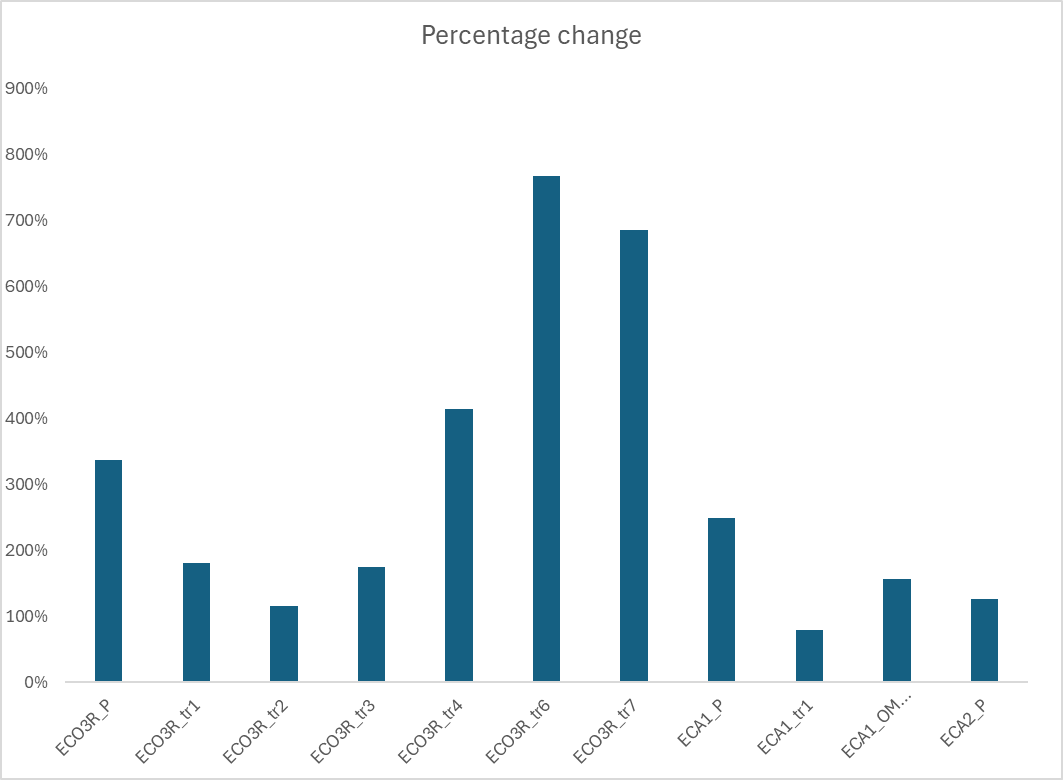 Percentage change
900%
800%
700%
600%
500%
400%
300%
200%
100%
0%
ECO3R_P
ECO3R_tr1
ECO3R_tr2
ECO3R_tr3
ECO3R_tr4
ECO3R_tr6
ECO3R_tr7
ECA1_P
ECA1_tr1
ECA1_OM...
ECA2_P